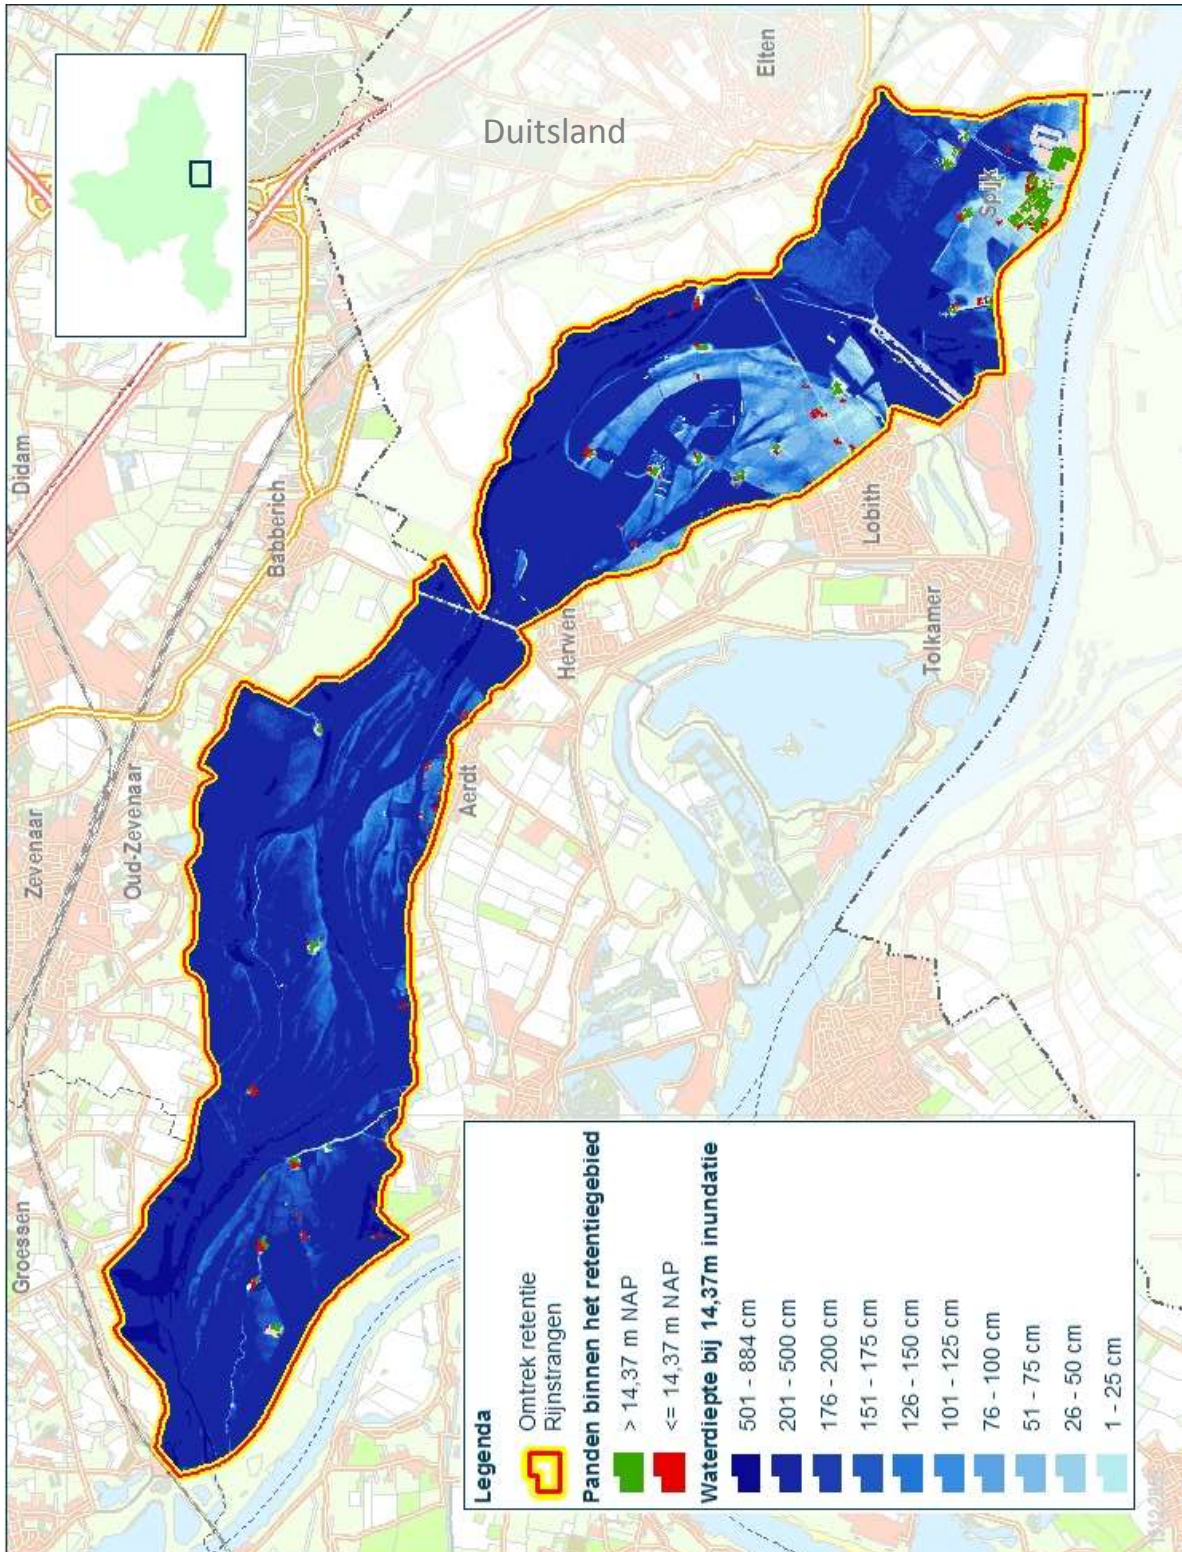 Groessen
Zevenaar
Didam
Oud-Zevenaar
Babberich
Duitsland
Elten
Aerdt
Herwen
Lobith
Tolkamer
Spijk
Legenda
Omtrek retentie
Rijnstrangen
Panden binnen het retentiegebied
> 14,37 m NAP
<= 14,37 m NAP
Waterdiepte bij 14,37m inundatie
501 - 884 cm
201 - 500 cm
176 - 200 cm
151 - 175 cm
126 - 150 cm
101 - 125 cm
76 - 100 cm
51 - 75 cm
26 - 50 cm
1 - 25 cm